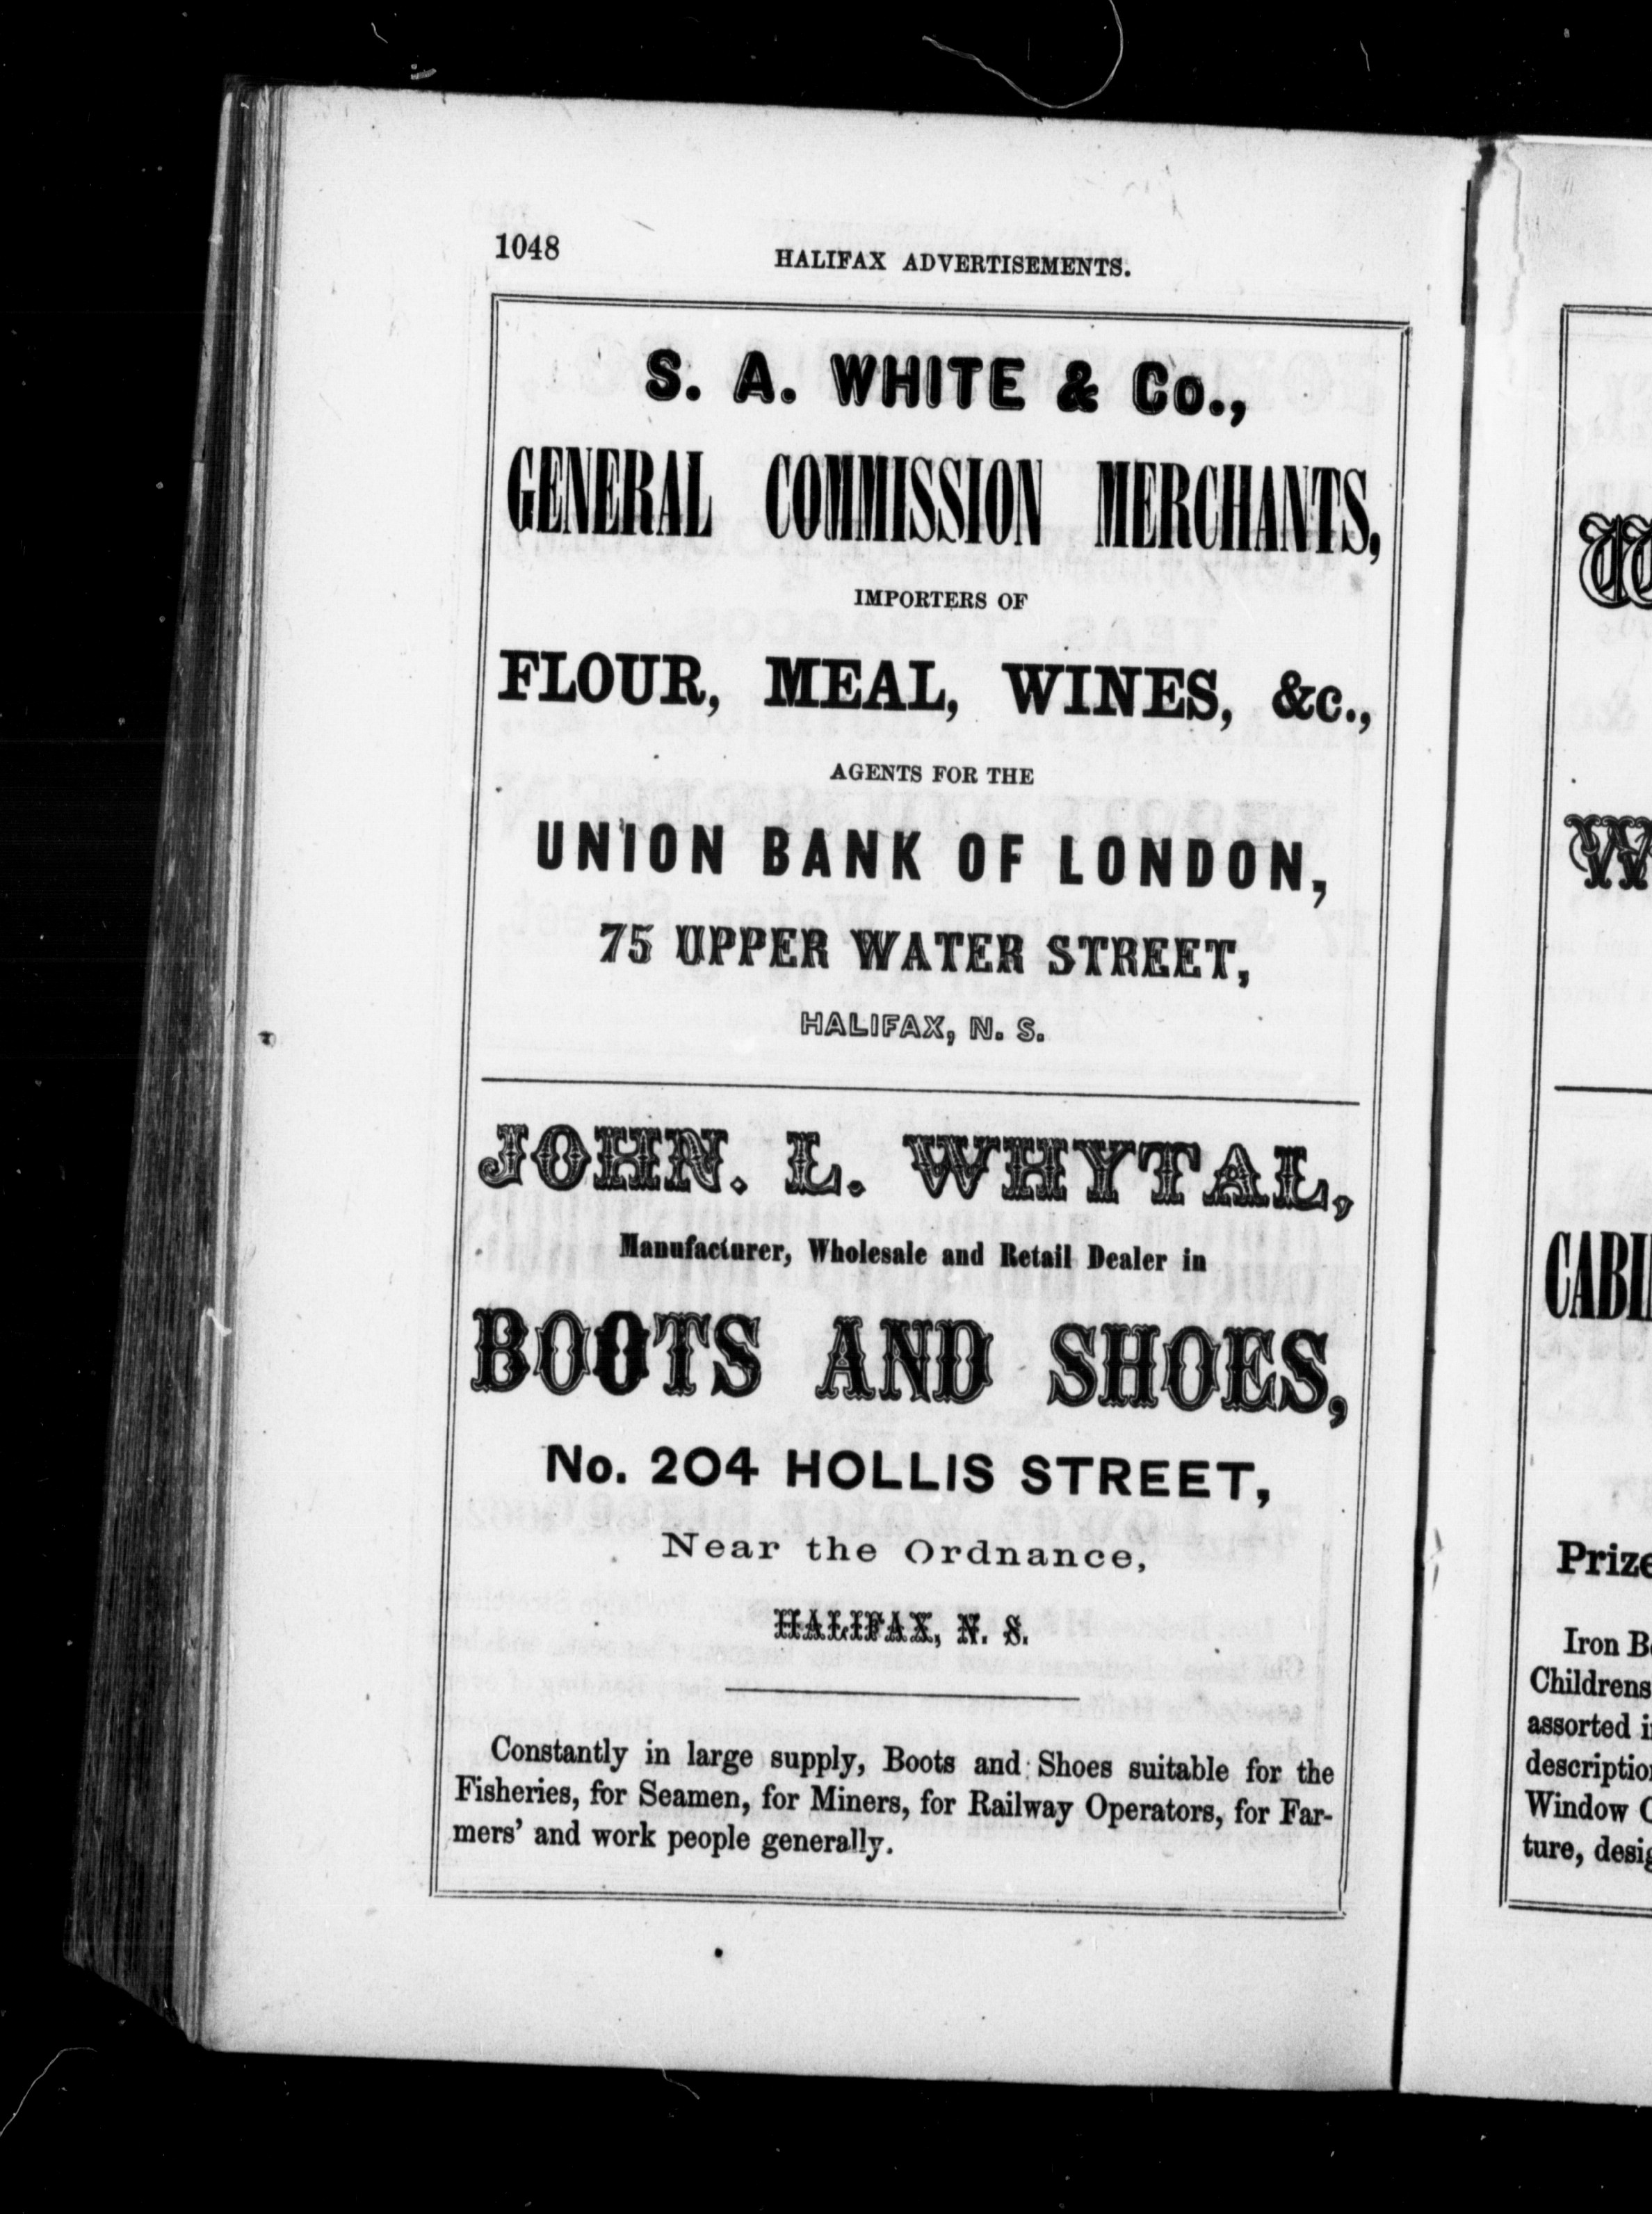 1048
HALIFAX ADVERTISEMENTS.
S. A. WHITE & Co.,
GENERAL COMMISSION MERCHANTS,
IMPORTERS OF
FLOUR, MEAL, WINES, &c.,
AGENTS FOR THE
UNION BANK OF LONDON,
75 UPPER WATER STREET,
HALIFAX, N. S.
JOHN. L. WHYTAL,
Manufacturer, Wholesale and Retail Dealer in
BOOTS AND SHOES,
No. 204 HOLLIS STREET,
Near the Ordnance,
HALIFAX, N. S.
Constantly in large supply, Boots and Shoes suitable for the
Fisheries, for Seamen, for Miners, for Railway Operators, for Far-
mers' and work people generally.
Prize
Iron
Childrens
assorted
Window
ture,